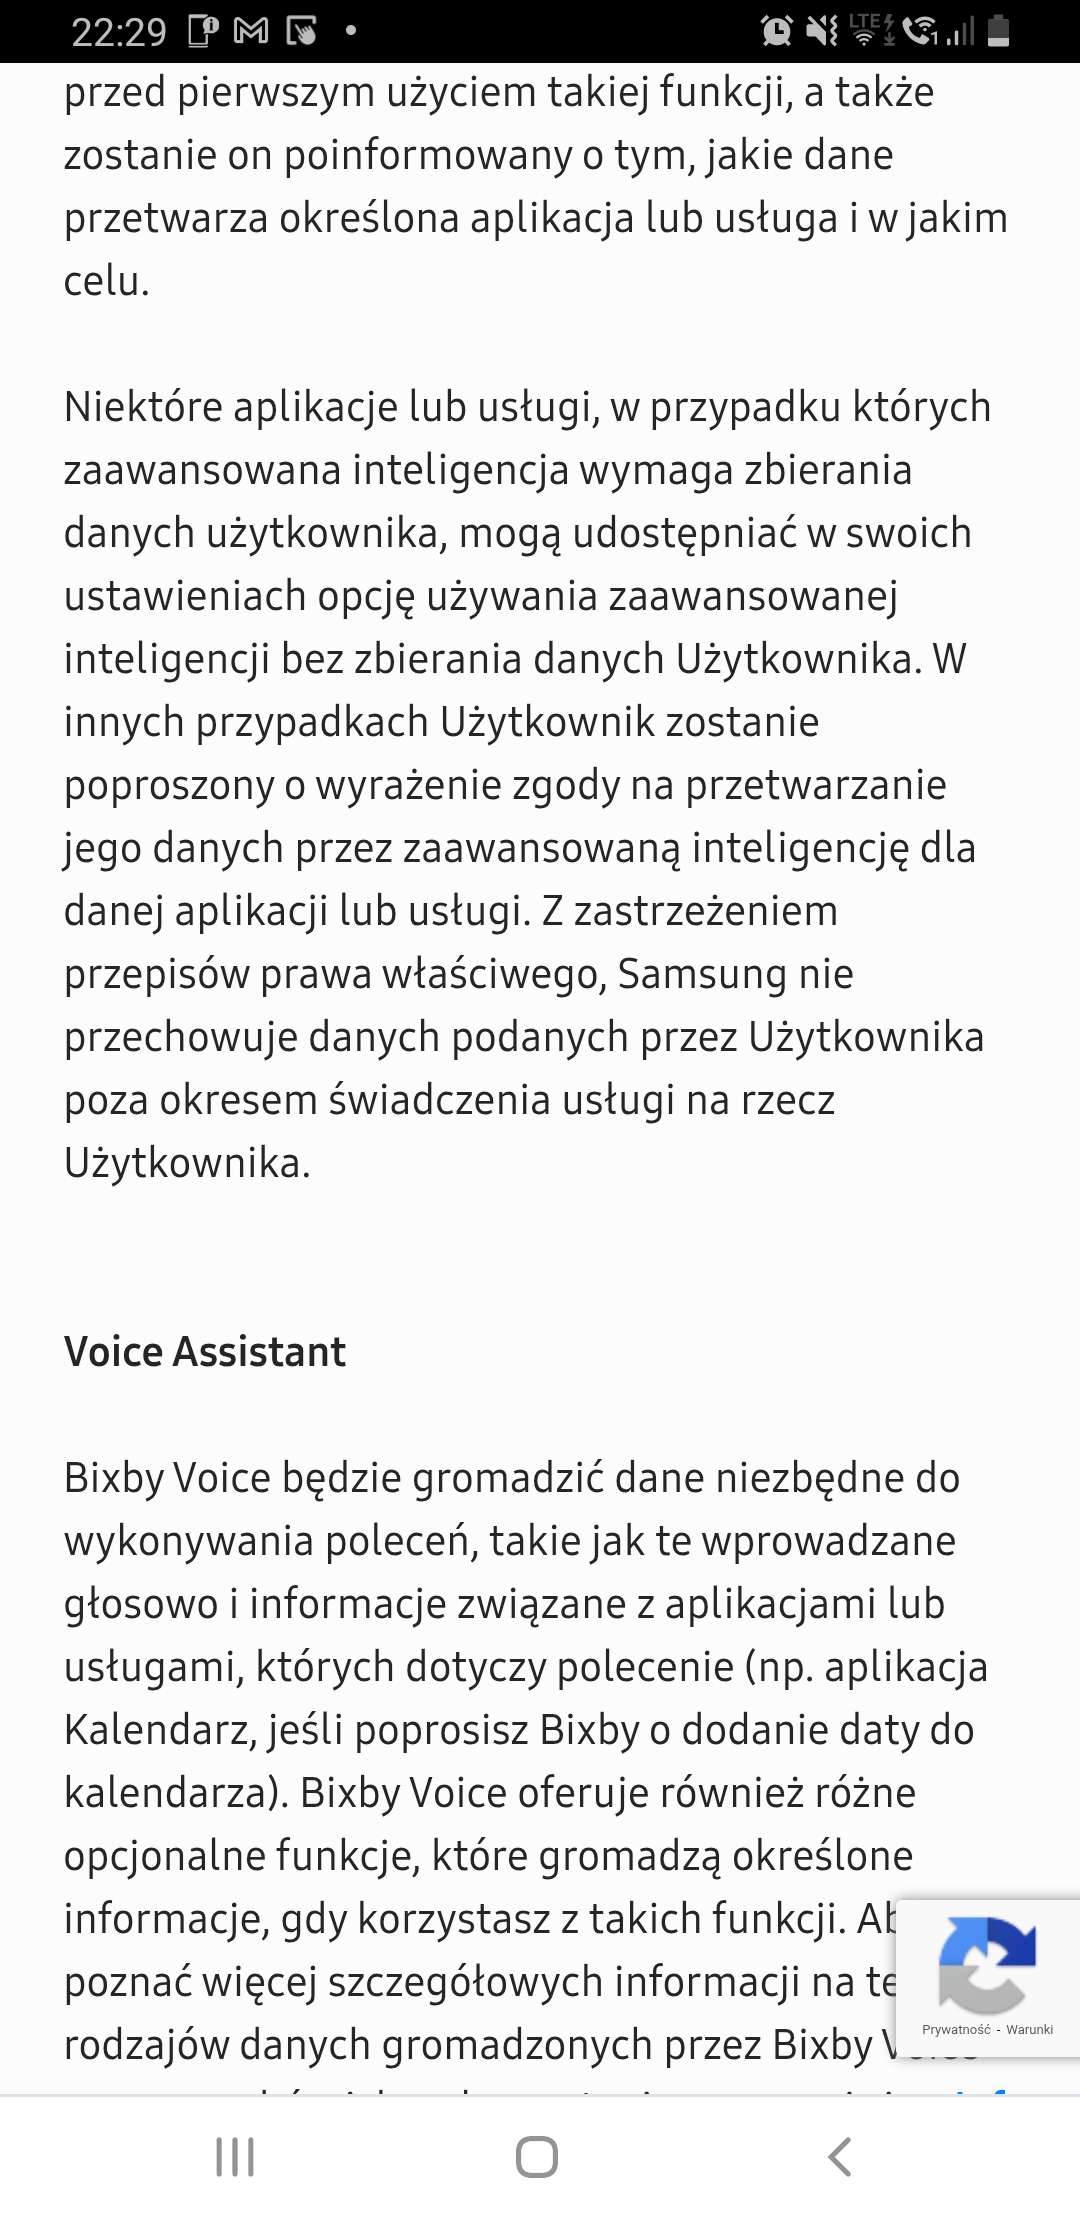 22:29
LTE
1
przed pierwszym użyciem takiej funkcji, a także
zostanie on poinformowany o tym, jakie dane
przetwarza określona aplikacja lub usługa i w jakim
celu.
Niektóre aplikacje lub usługi, w przypadku których
zaawansowana inteligencja wymaga zbierania
danych użytkownika, mogą udostępniać w swoich
ustawieniach opcję używania zaawansowanej
inteligencji bez zbierania danych Użytkownika. W
innych przypadkach Użytkownik zostanie
poproszony o wyrażenie zgody na przetwarzanie
jego danych przez zaawansowaną inteligencję dla
danej aplikacji lub usługi. Z zastrzeżeniem
przepisów prawa właściwego, Samsung nie
przechowuje danych podanych przez Użytkownika
poza okresem świadczenia usługi na rzecz
Użytkownika.
Voice Assistant
Bixby Voice będzie gromadzić dane niezbędne do
wykonywania poleceń, takie jak te wprowadzane
głosowo i informacje związane z aplikacjami lub
usługami, których dotyczy polecenie (np. aplikacja
Kalendarz, jeśli poprosisz Bixby o dodanie daty do
kalendarza). Bixby Voice oferuje również różne
opcjonalne funkcje, które gromadzą określone
informacje, gdy korzystasz z takich funkcji.
poznać więcej szczegółowych informacji na
rodzajów danych gromadzonych przez Bixby
Prywatność - Warunki